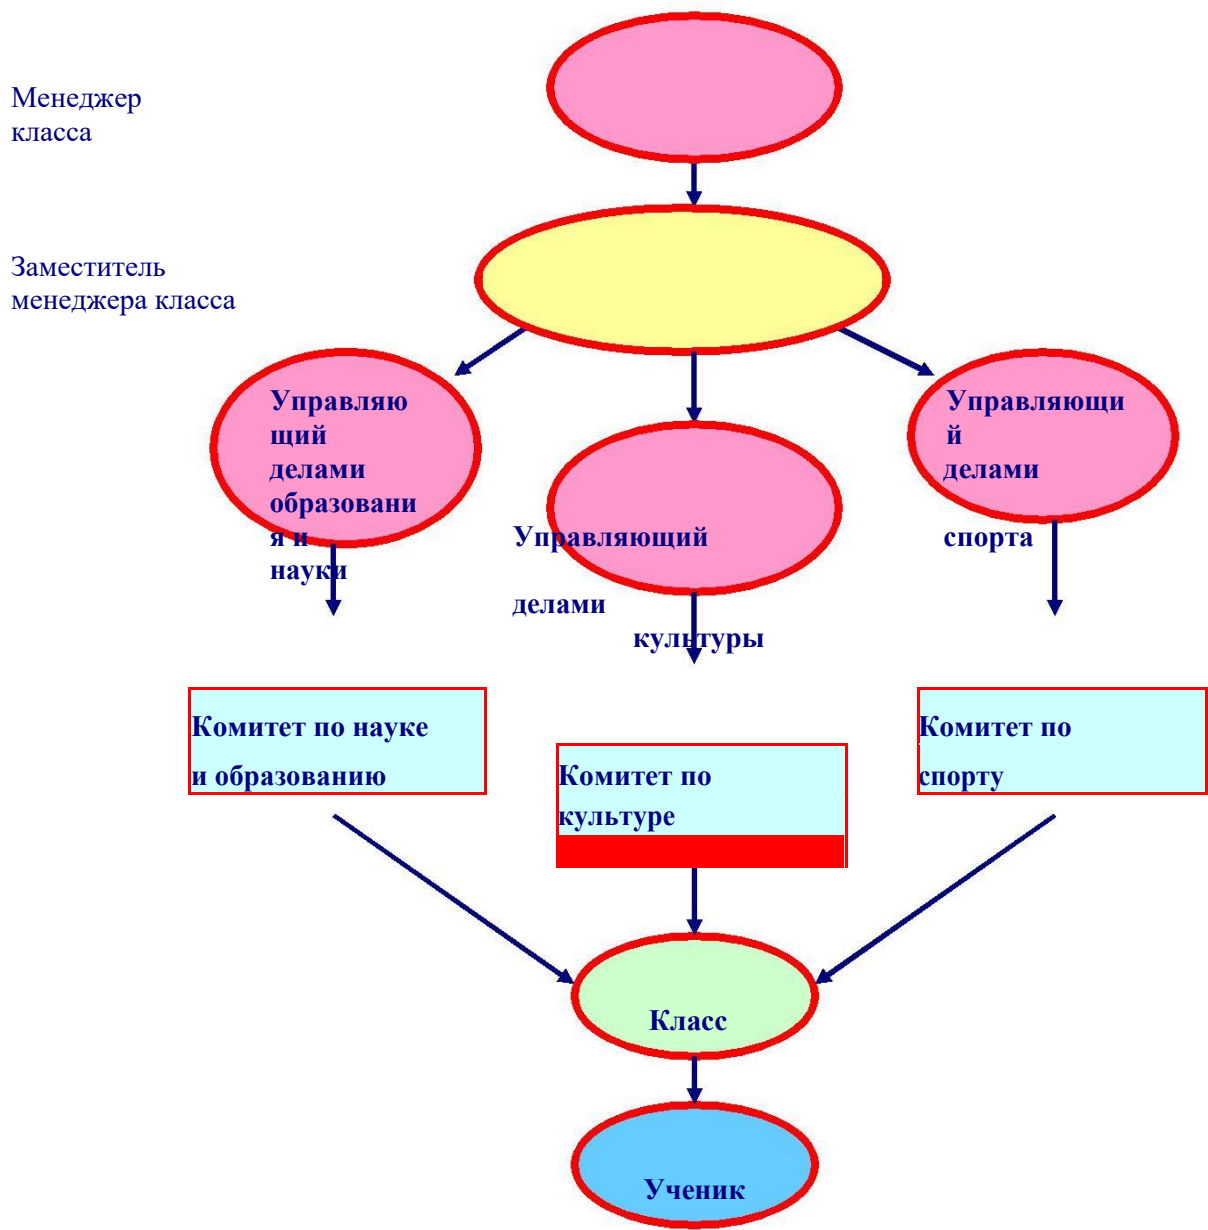 Менеджер
класса
Заместитель
менеджера класса
Управляю
щий
делами
образовани
я и
науки
Управляющий
делами
культуры
Управляющи
й
делами
спорта
Комитет по науке
и образованию
Комитет по
культуре
Комитет по
спорту
Класс
Ученик